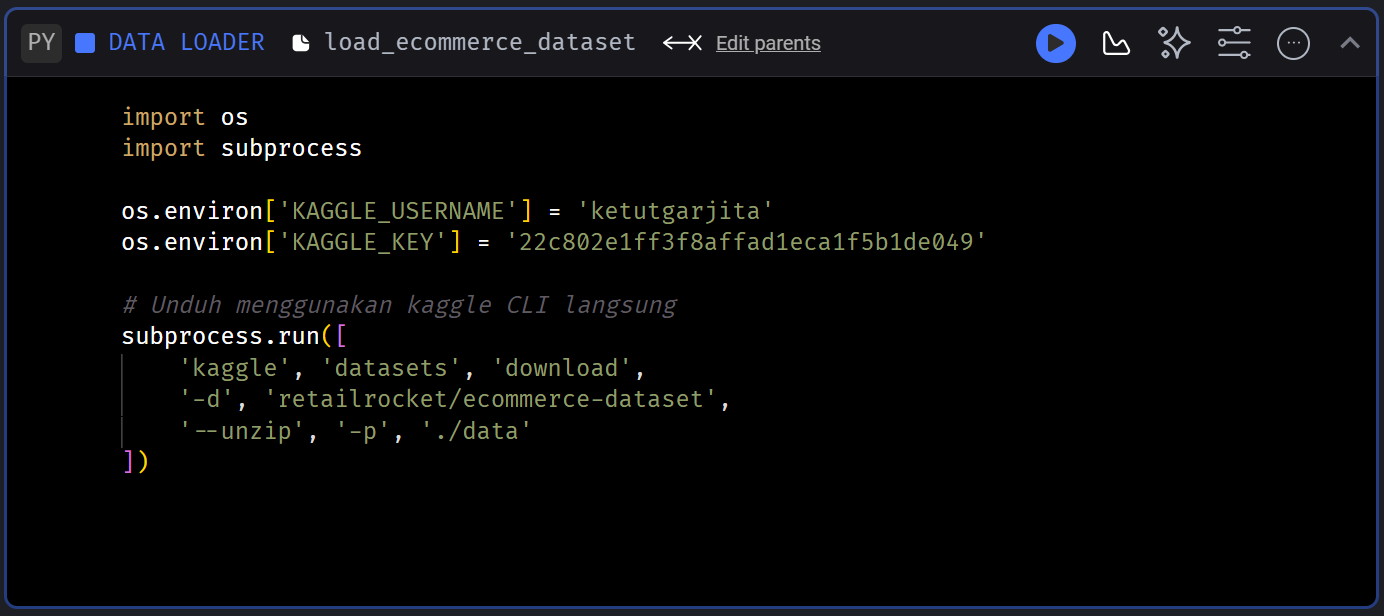 PY DATA LOADER load_ecommerce_dataset Edit parents
import os
import subprocess
os.environ['KAGGLE_USERNAME'] = 'ketutgarjita'
os.environ['KAGGLE_KEY'] = '22c802e1ff3f8affad1eca1f5b1de049'
# Unduh menggunakan kaggle CLI langsung
subprocess.run([
    'kaggle', 'datasets', 'download',
    '-d', 'retailrocket/ecommerce-dataset',
    '--unzip', '-p', './data'
])